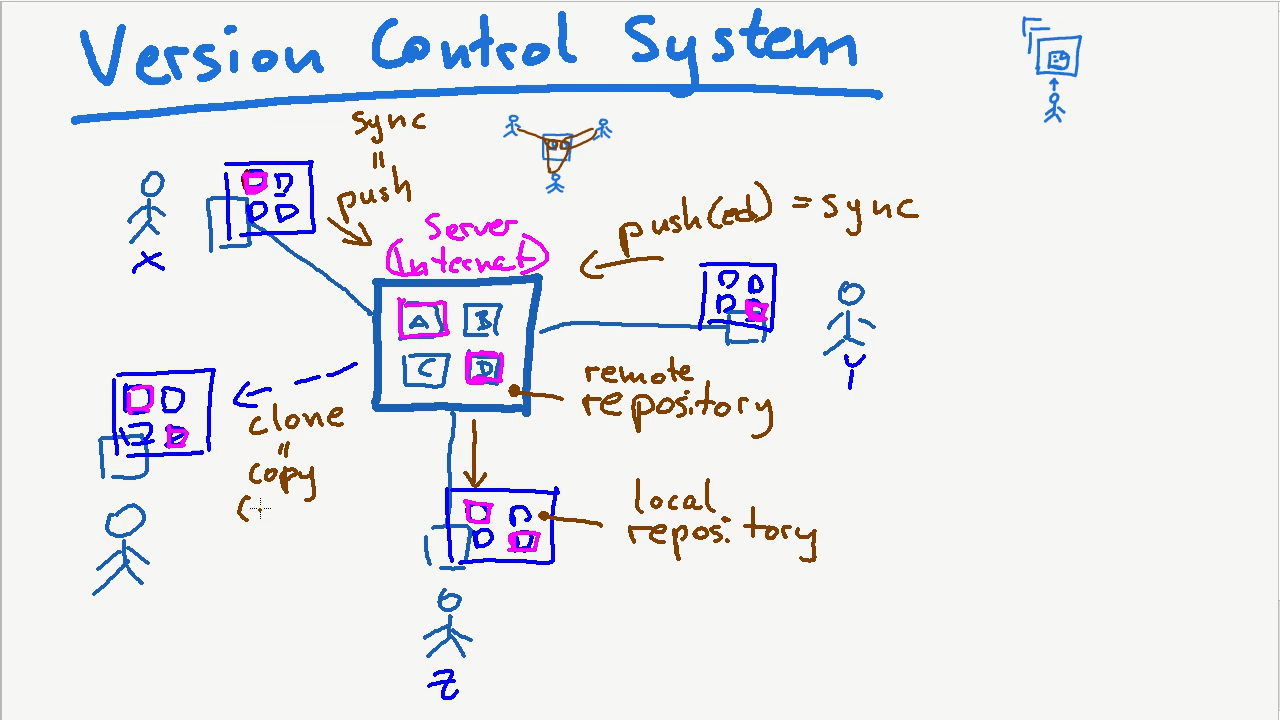 Version Control System
sync
=
push
push(ed) = sync
Server
(Internet)
X
A B
C D
Y
remote
repository
clone
=
copy
(
local
repository
Z